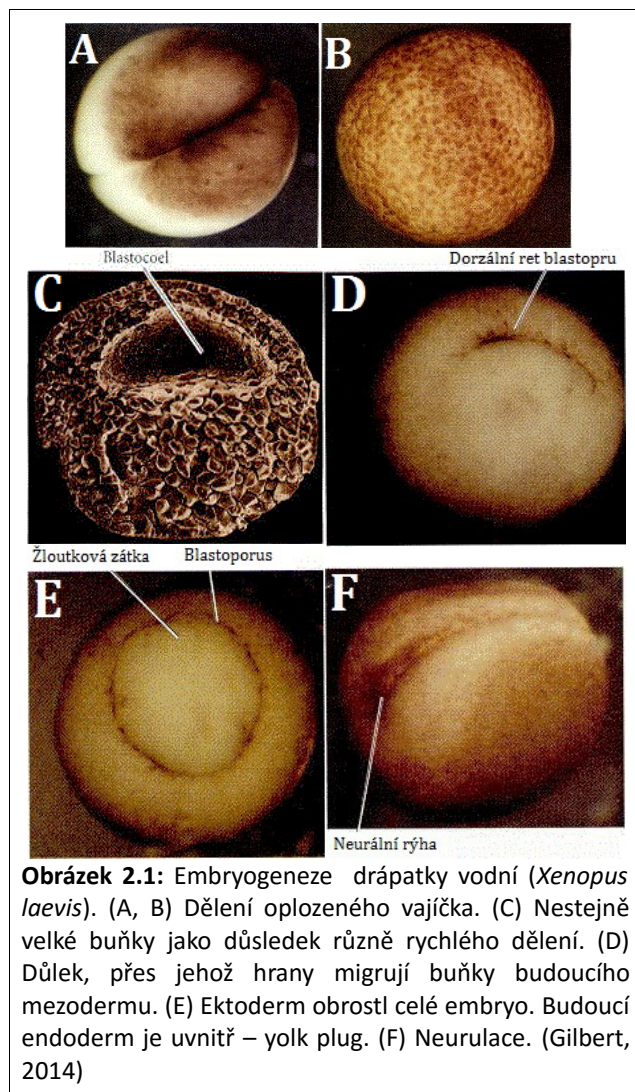 A
B
Blastocoel
Dorzální ret blastopru
C
D
Žloutková zátka
Blastoporus
E
F
Neurální rýha
Obrázek 2.1: Embryogeneze drápatky vodní (Xenopus
laevis). (A, B) Dělení oplozeného vajíčka. (C) Nestejně
velké buňky jako důsledek různě rychlého dělení. (D)
Důlek, přes jehož hrany migrují buňky budoucího
mezodermu. (E) Ektoderm obrostl celé embryo. Budoucí
endoderm je uvnitř – yolk plug. (F) Neurulace. (Gilbert,
2014)